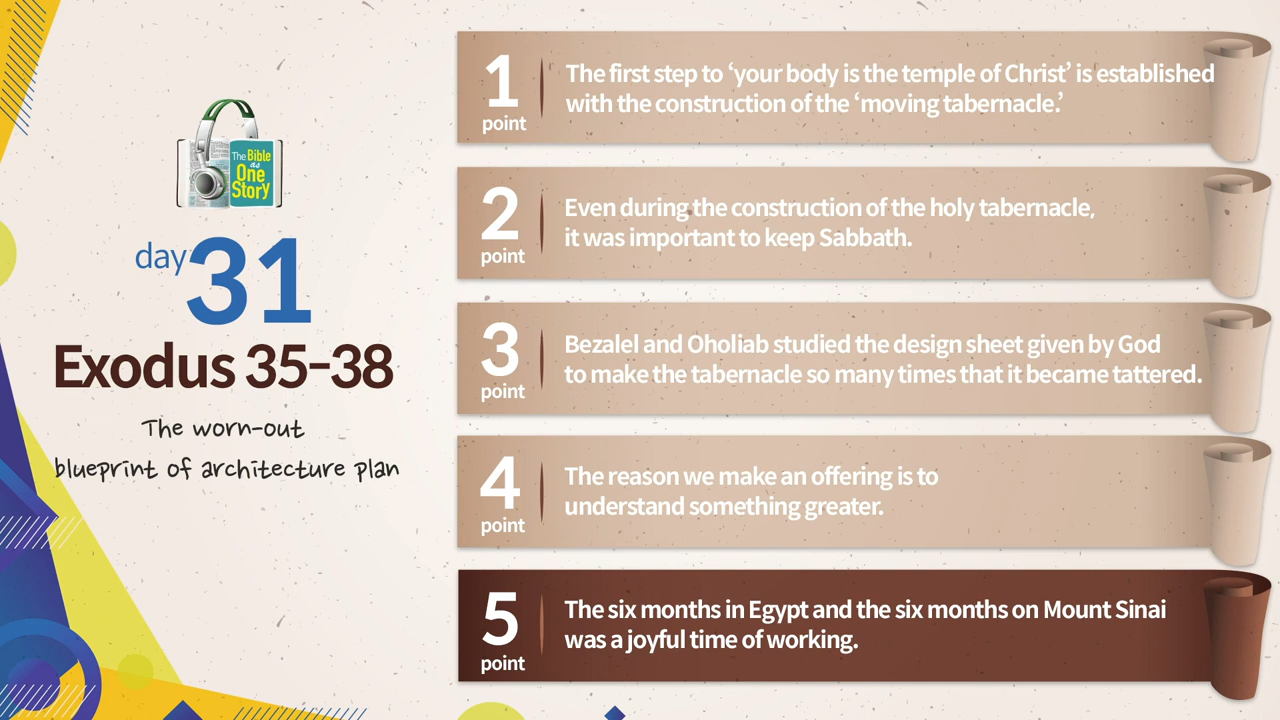 The Bible
as
One
Story
day 31
Exodus 35-38
The worn-out
blueprint of architecture plan
1
point
The first step to ‘your body is the temple of Christ’ is established
with the construction of the ‘moving tabernacle.’
2
point
Even during the construction of the holy tabernacle,
it was important to keep Sabbath.
3
point
Bezalel and Oholiab studied the design sheet given by God
to make the tabernacle so many times that it became tattered.
4
point
The reason we make an offering is to
understand something greater.
5
point
The six months in Egypt and the six months on Mount Sinai
was a joyful time of working.